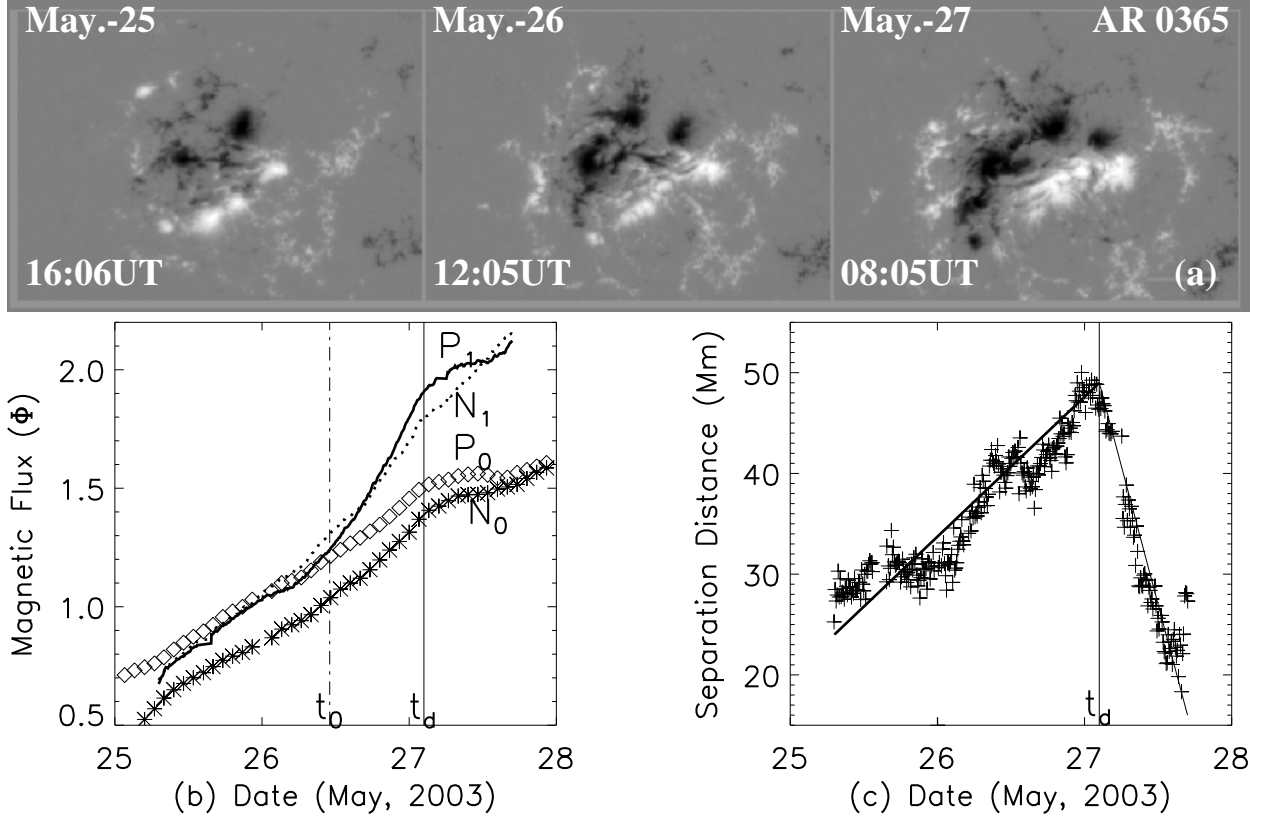 May.-25 May.-26 May.-27 AR 0365
16:06UT 12:05UT 08:05UT (a)
Magnetic Flux (Φ)
2.0
1.5
1.0
0.5
P1
N1
P0
N0
t0 td
25 26 27 28
(b) Date (May, 2003)
Separation Distance (Mm)
50
40
30
20
td
25 26 27 28
(c) Date (May, 2003)